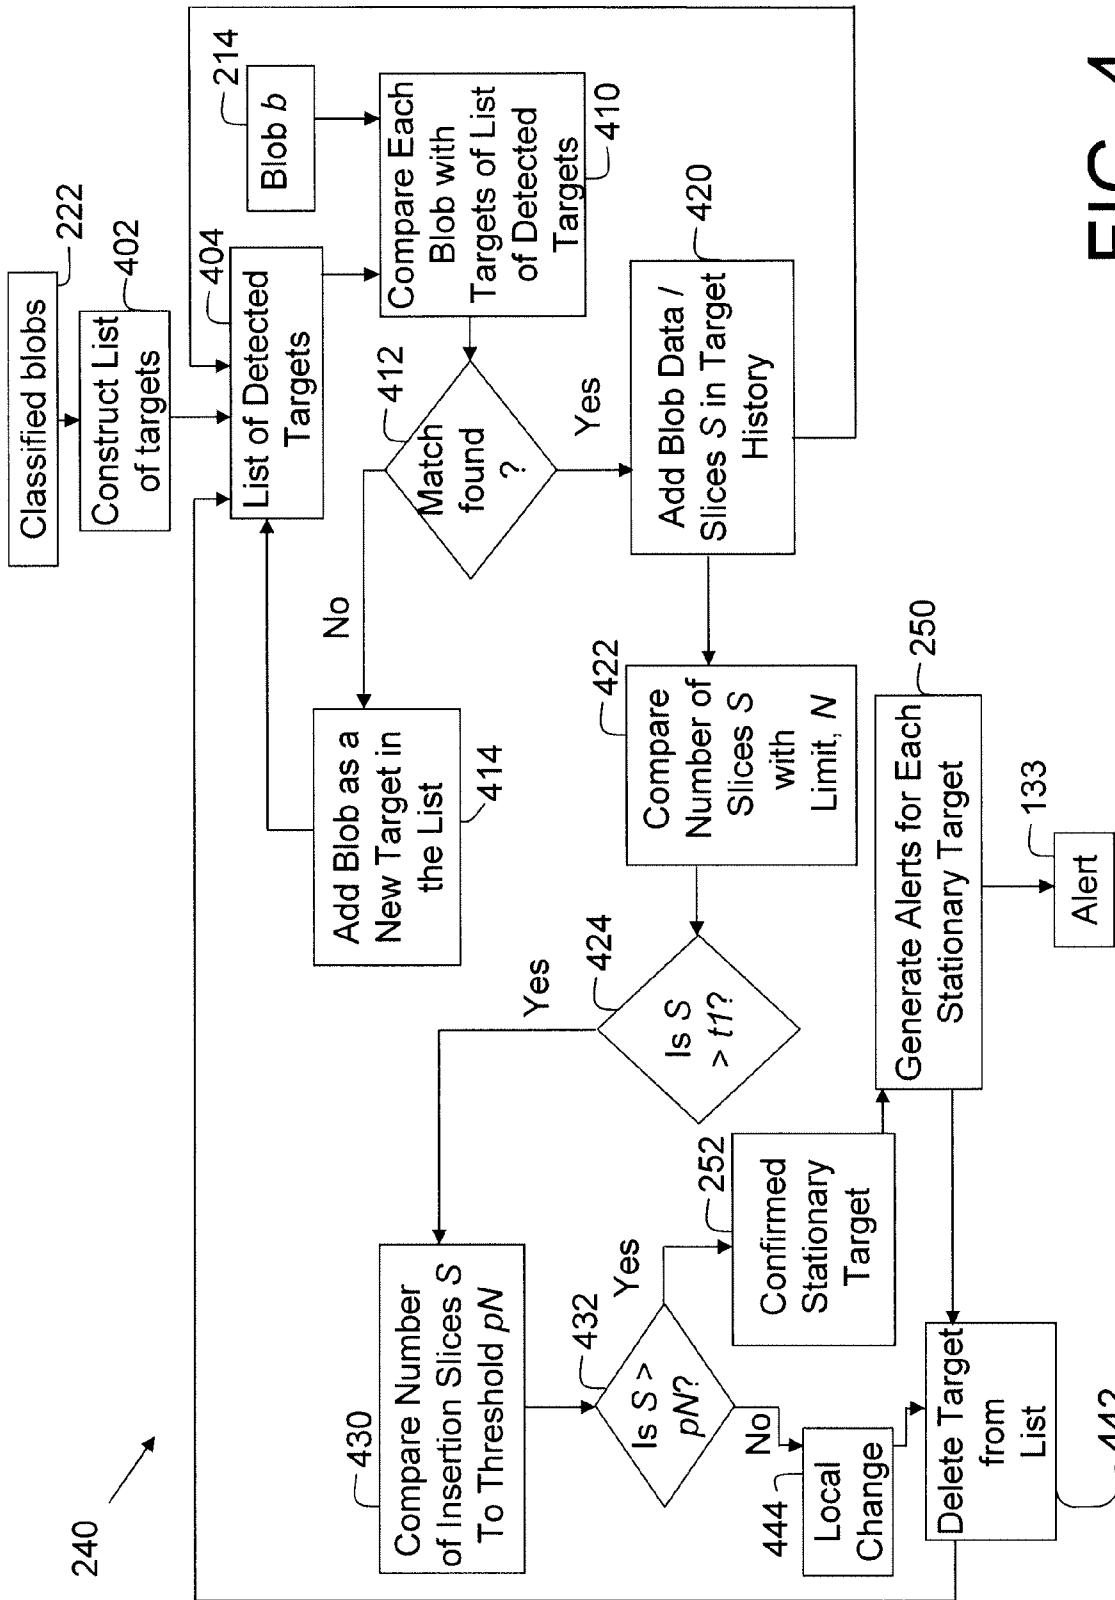 240
Classified blobs
222
Construct List
of targets
402
List of Detected
Targets
404
Blob b
214
Compare Each
Blob with
Targets of List
of Detected
Targets
410
Match
found
?
412
No
Yes
Add Blob as a
New Target in
the List
414
Add Blob Data /
Slices S in Target
History
420
Compare
Number of
Slices S
with
Limit, N
422
Is S
> t1?
424
Yes
Compare Number
of Insertion Slices S
To Threshold pN
430
Is S >
pN?
432
Yes
No
Confirmed
Stationary
Target
252
Local
Change
444
Generate Alerts for Each
Stationary Target
250
Alert
133
Delete Target
from
List
442
FIG. 4